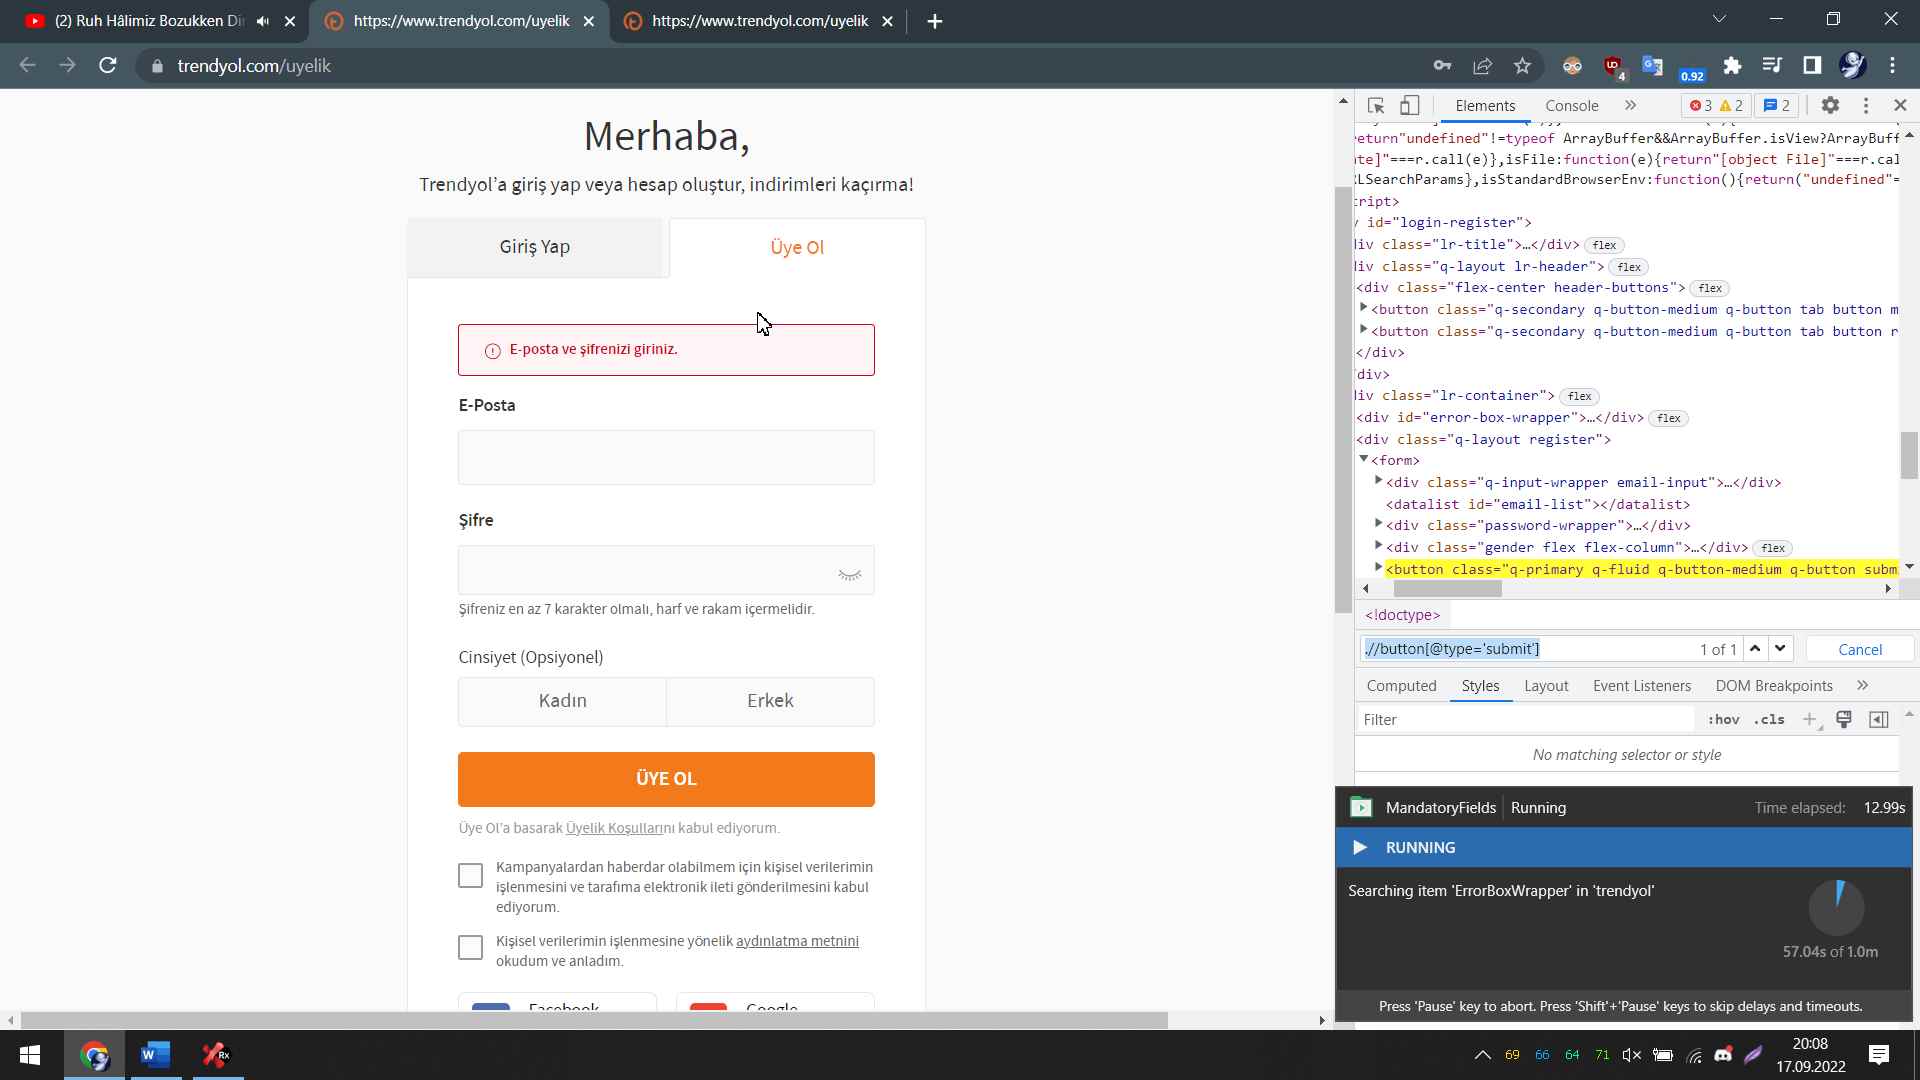 (2) Ruh Hâlimiz Bozukken Di
https://www.trendyol.com/uyelik
https://www.trendyol.com/uyelik
trendyol.com/uyelik
4
0.92
Merhaba,
Trendyol’a giriş yap veya hesap oluştur, indirimleri kaçırma!
Giriş Yap
Üye Ol
E-posta ve şifrenizi giriniz.
E-Posta
Şifre
Şifreniz en az 7 karakter olmalı, harf ve rakam içermelidir.
Cinsiyet (Opsiyonel)
Kadın
Erkek
ÜYE OL
Üye Ol’a basarak Üyelik Koşullarını kabul ediyorum.
Kampanyalardan haberdar olabilmem için kişisel verilerimin
işlenmesini ve tarafıma elektronik ileti gönderilmesini kabul
ediyorum.
Kişisel verilerimin işlenmesine yönelik aydınlatma metnini
okudum ve anladım.
Facebook
Google
Elements
Console
3
2
2
return"undefined"!=typeof ArrayBuffer&&ArrayBuffer.isView?ArrayBuff
te]"===r.call(e)},isFile:function(e){return"[object File]"===r.cal
LSearchParams},isStandardBrowserEnv:function(){return("undefined"=
cript>
id="login-register">
div class="lr-title">…</div> flex
div class="q-layout lr-header"> flex
<div class="flex-center header-buttons"> flex
<button class="q-secondary q-button-medium q-button tab button m
<button class="q-secondary q-button-medium q-button tab button r
</div>
div>
div class="lr-container"> flex
<div id="error-box-wrapper">…</div> flex
<div class="q-layout register">
<form>
<div class="q-input-wrapper email-input">…</div>
<datalist id="email-list"></datalist>
<div class="password-wrapper">…</div>
<div class="gender flex flex-column">…</div> flex
<button class="q-primary q-fluid q-button-medium q-button subm
<!doctype>
.//button[@type='submit']
1 of 1
Cancel
Computed
Styles
Layout
Event Listeners
DOM Breakpoints
Filter
:hov
.cls
No matching selector or style
MandatoryFields
Running
Time elapsed:
12.99s
RUNNING
Searching item 'ErrorBoxWrapper' in 'trendyol'
57.04s of 1.0m
Press 'Pause' key to abort. Press 'Shift'+'Pause' keys to skip delays and timeouts.
W
Rx
69
66
64
71
20:08
17.09.2022